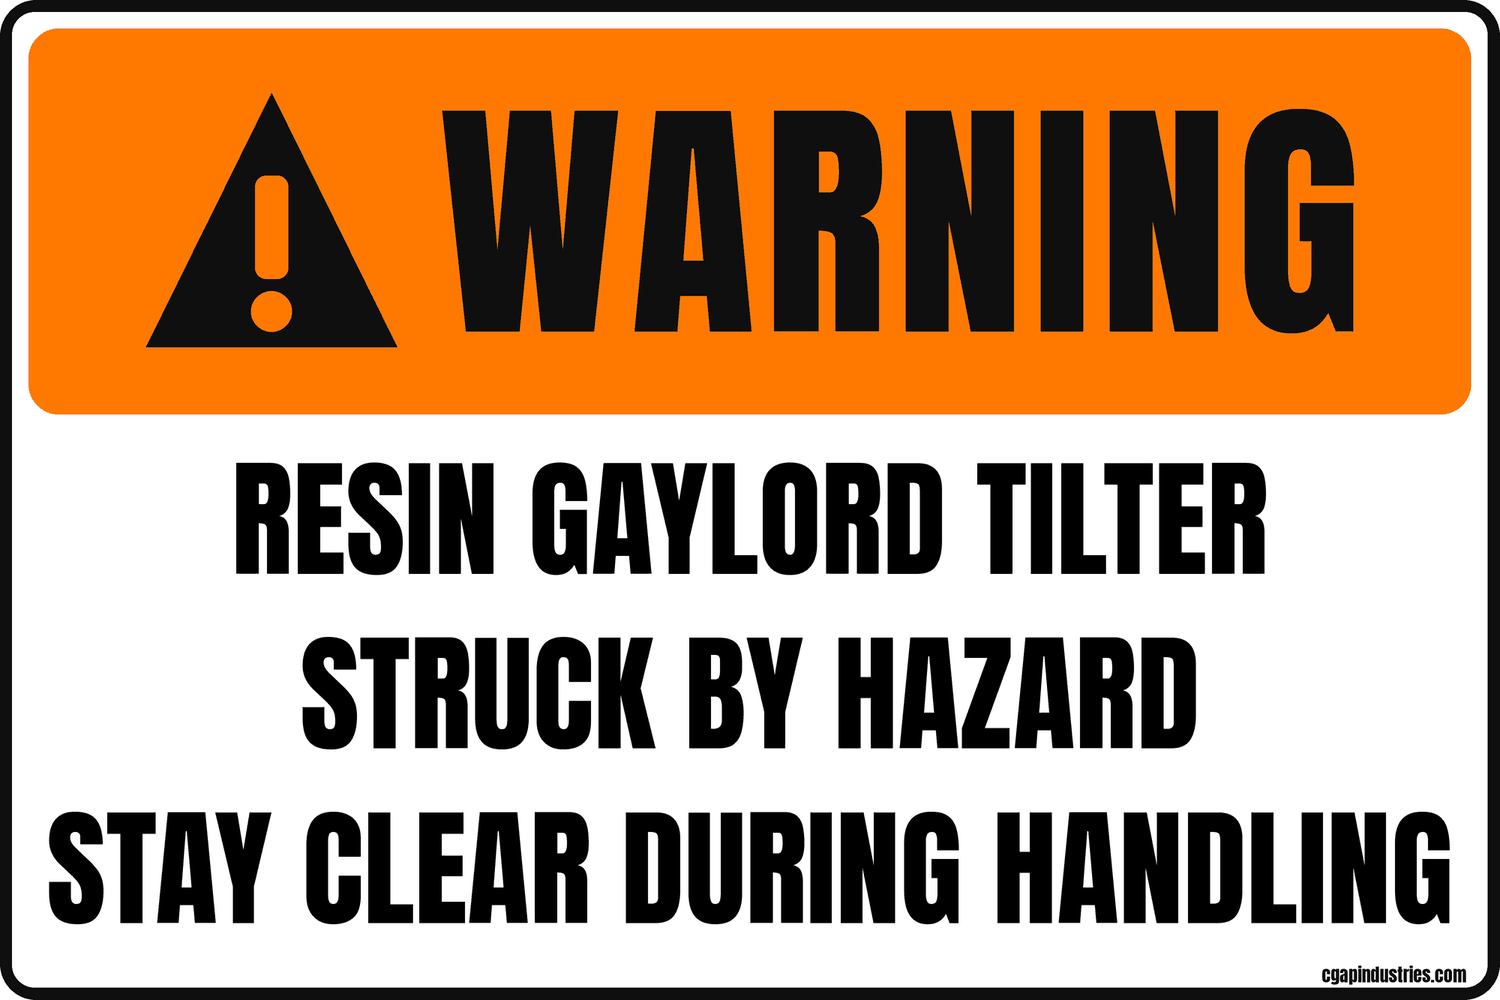 WARNING
RESIN GAYLORD TILTER
STRUCK BY HAZARD
STAY CLEAR DURING HANDLING
cgapindustries.com